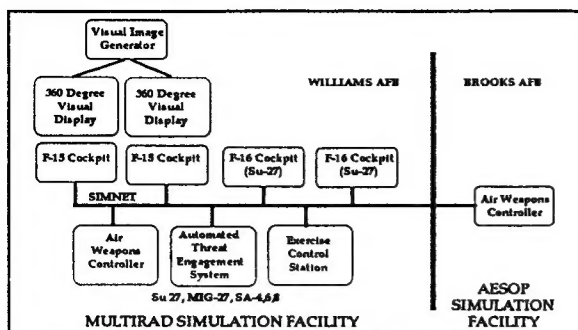 Visual Image
Generator
360 Degree
Visual
Display
360 Degree
Visual
Display
WILLIAMS AFB
BROOKS AFB
F-15 Cockpit
F-15 Cockpit
F-16 Cockpit
(Su-27)
F-16 Cockpit
(Su-27)
SIMNET
Air Weapons
Controller
Air
Weapons
Controller
Automated
Threat
Engagement
System
Exercise
Control
Station
Su 27, MIG-27, SA-4,6,8
MULTIRAD SIMULATION FACILITY
AESOP
SIMULATION
FACILITY